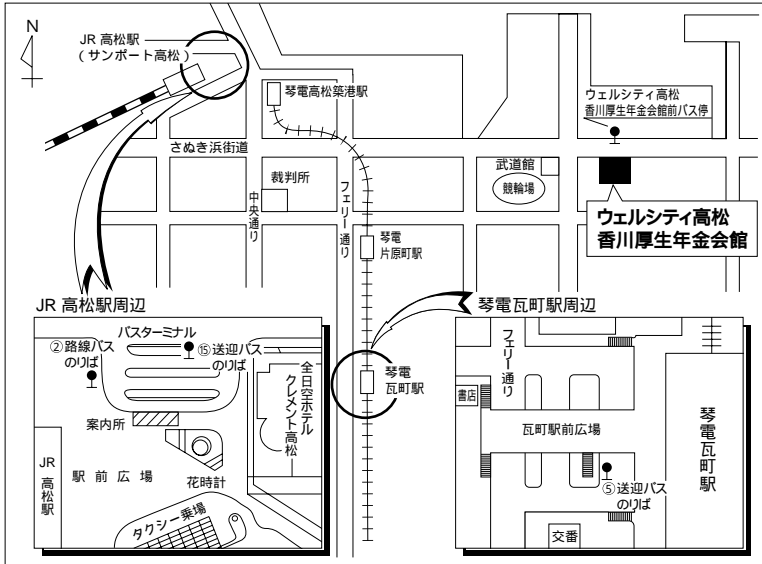 N
JR 高松駅
(サンポート高松)
琴電高松築港駅
ウェルシティ高松
香川厚生年金会館前バス停
さぬき浜街道
裁判所
武道館
競輪場
中央通り
フェリー通り
ウェルシティ高松
香川厚生年金会館
琴電
片原町駅
琴電
瓦町駅
JR 高松駅周辺
バスターミナル
②路線バス
のりば
⑮送迎バス
のりば
全日空ホテル
クレメント高松
案内所
JR高松駅
駅前広場
花時計
タクシー乗場
琴電瓦町駅周辺
フェリー通り
書店
瓦町駅前広場
琴電瓦町駅
⑤送迎バス
のりば
交番